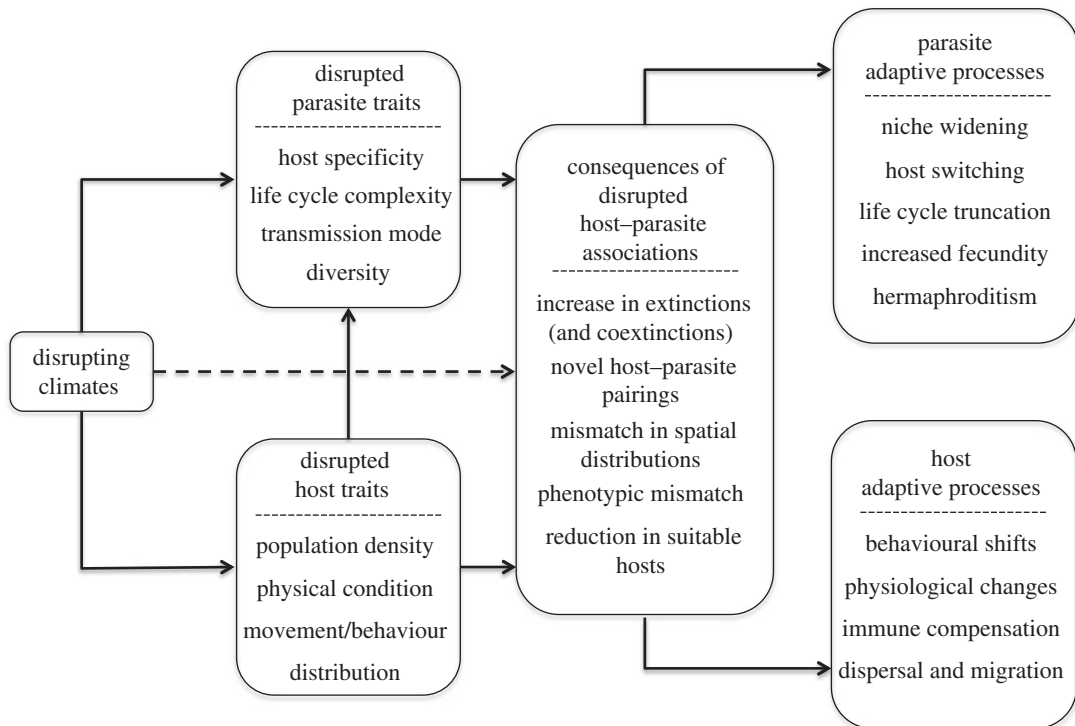 disrupting
climates
disrupted
parasite traits
host specificity
life cycle complexity
transmission mode
diversity
disrupted
host traits
population density
physical condition
movement/behaviour
distribution
consequences of
disrupted
host–parasite
associations
increase in extinctions
(and coextinctions)
novel host–parasite
pairings
mismatch in spatial
distributions
phenotypic mismatch
reduction in suitable
hosts
parasite
adaptive processes
niche widening
host switching
life cycle truncation
increased fecundity
hermaphroditism
host
adaptive processes
behavioural shifts
physiological changes
immune compensation
dispersal and migration